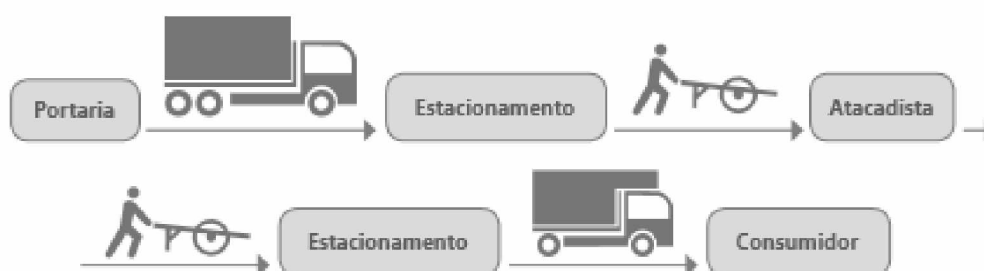 Portaria
Estacionamento
Atacadista
Estacionamento
Consumidor